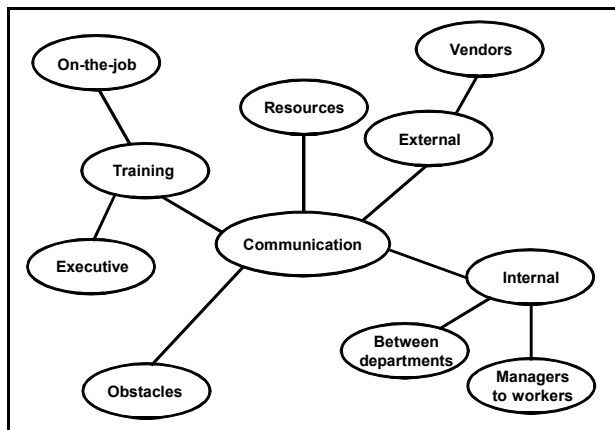 Vendors
On-the-job
Resources
External
Training
Communication
Executive
Internal
Between
departments
Managers
to workers
Obstacles